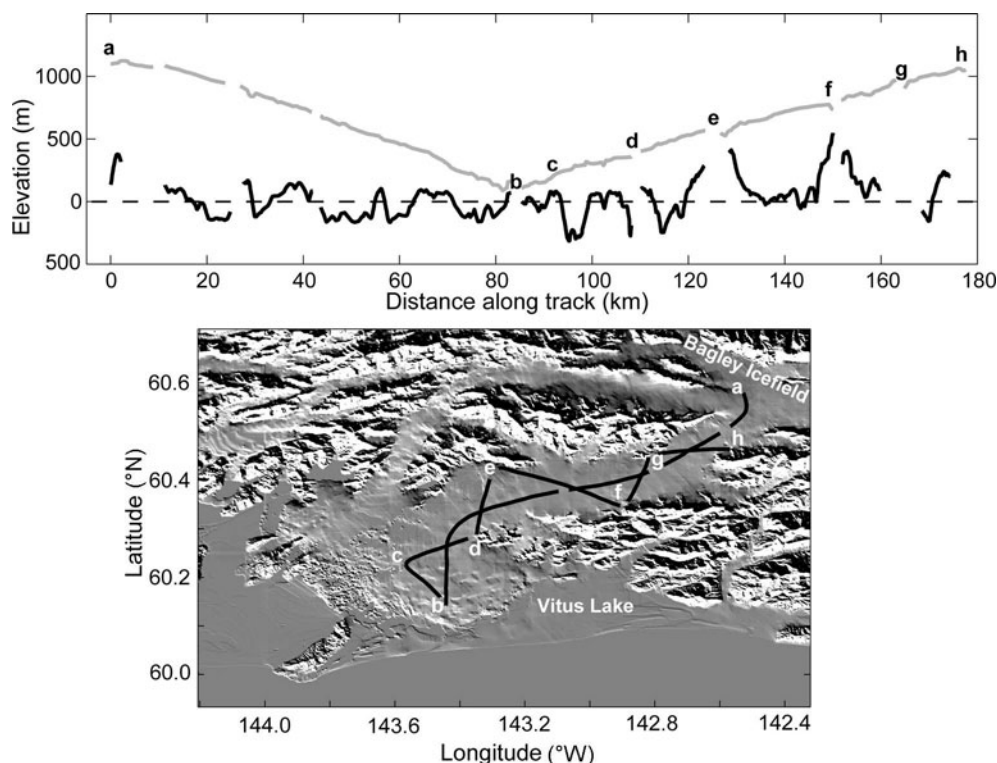 a
h
g
f
e
d
c
b
1000
500
0
500
Elevation (m)
0 20 40 60 80 100 120 140 160 180
Distance along track (km)
Bagley Icefield
60.6
60.4
60.2
60.0
Latitude (°N)
a
h
g
e
f
d
c
b
Vitus Lake
144.0 143.6 143.2 142.8 142.4
Longitude (°W)